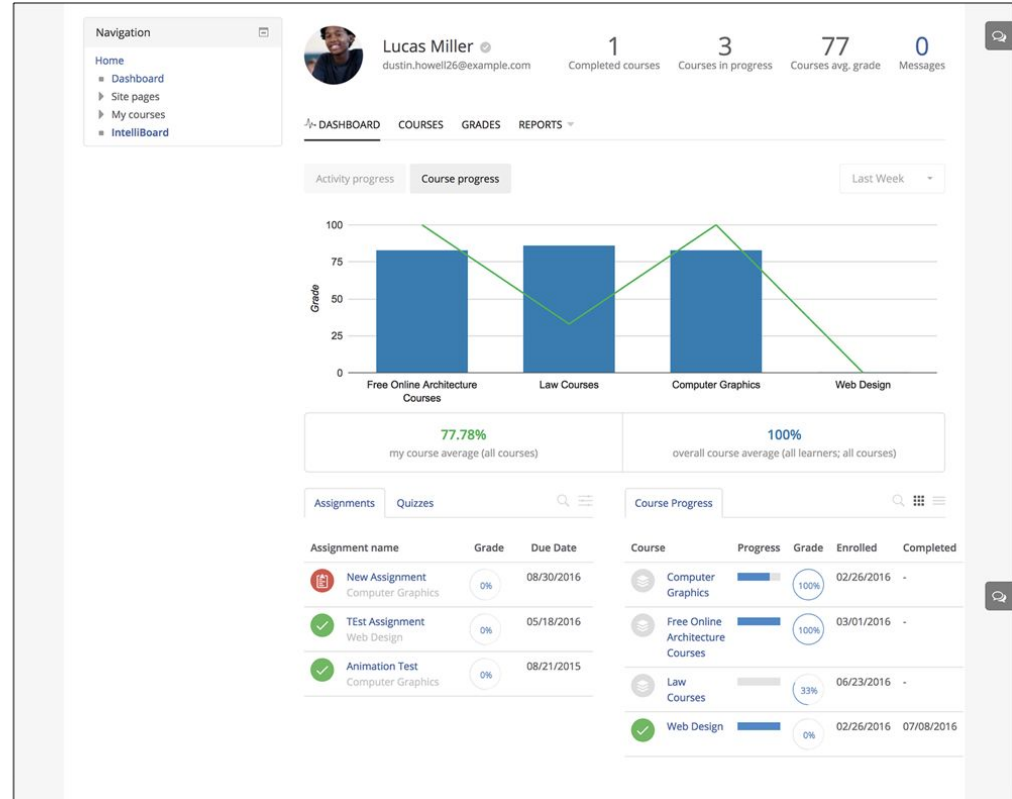 Navigation
Home
Dashboard
Site pages
My courses
IntelliBoard
Lucas Miller
dustin.howell26@example.com
1
Completed courses
3
Courses in progress
77
Courses avg. grade
0
Messages
DASHBOARD COURSES GRADES REPORTS
Activity progress Course progress
Last Week
Grade
100
75
50
25
0
Free Online Architecture
Courses
Law Courses
Computer Graphics
Web Design
77.78%
my course average (all courses)
100%
overall course average (all learners; all courses)
Assignments Quizzes
Assignment name Grade Due Date
New Assignment 0% 08/30/2016
Computer Graphics
TEst Assignment 0% 05/18/2016
Web Design
Animation Test 0% 08/21/2015
Computer Graphics
Course Progress
Course Progress Grade Enrolled Completed
Computer
Graphics 100% 02/26/2016 -
Free Online
Architecture
Courses 100% 03/01/2016 -
Law
Courses 33% 06/23/2016 -
Web Design 0% 02/26/2016 07/08/2016